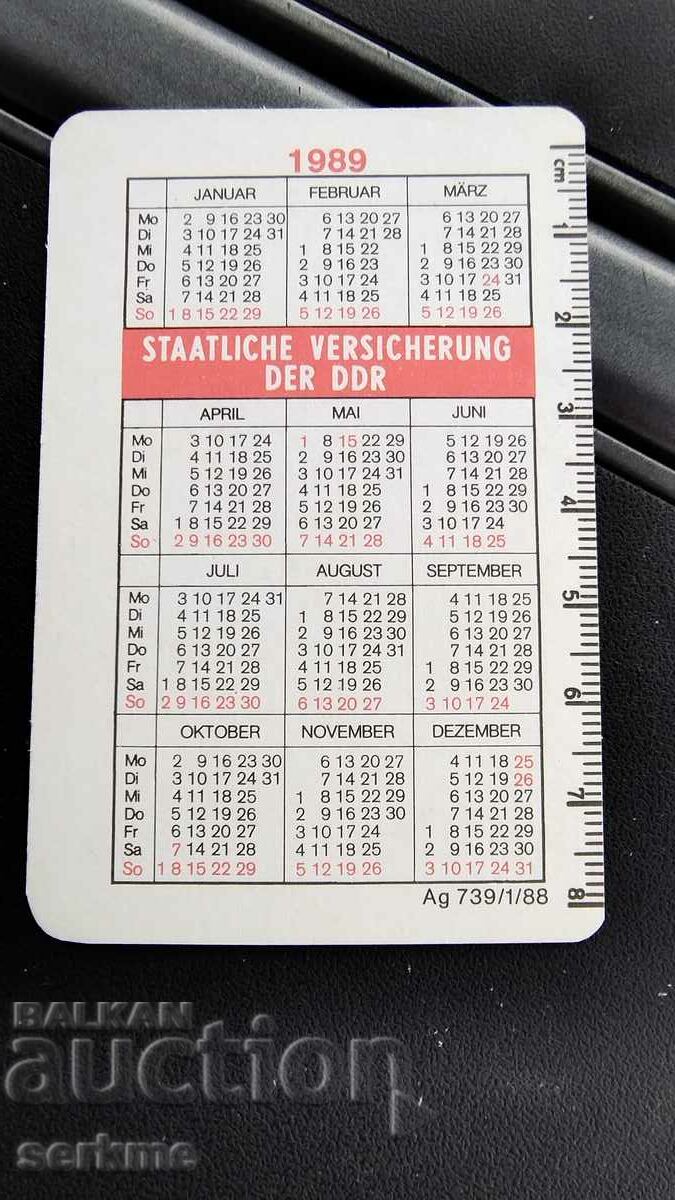 1989
JANUAR FEBRUAR MÄRZ
Mo 2 9 16 23 30 6 13 20 27 6 13 20 27
Di 3 10 17 24 31 7 14 21 28 7 14 21 28
Mi 4 11 18 25 1 8 15 22 1 8 15 22 29
Do 5 12 19 26 2 9 16 23 2 9 16 23 30
Fr 6 13 20 27 3 10 17 24 3 10 17 24 31
Sa 7 14 21 28 4 11 18 25 4 11 18 25
So 1 8 15 22 29 5 12 19 26 5 12 19 26
STAATLICHE VERSICHERUNG
DER DDR
APRIL MAI JUNI
Mo 3 10 17 24 1 8 15 22 29 5 12 19 26
Di 4 11 18 25 2 9 16 23 30 6 13 20 27
Mi 5 12 19 26 3 10 17 24 31 7 14 21 28
Do 6 13 20 27 4 11 18 25 1 8 15 22 29
Fr 7 14 21 28 5 12 19 26 2 9 16 23 30
Sa 1 8 15 22 29 6 13 20 27 3 10 17 24
So 2 9 16 23 30 7 14 21 28 4 11 18 25
JULI AUGUST SEPTEMBER
Mo 3 10 17 24 31 7 14 21 28 4 11 18 25
Di 4 11 18 25 1 8 15 22 29 5 12 19 26
Mi 5 12 19 26 2 9 16 23 30 6 13 20 27
Do 6 13 20 27 3 10 17 24 31 7 14 21 28
Fr 7 14 21 28 4 11 18 25 1 8 15 22 29
Sa 1 8 15 22 29 5 12 19 26 2 9 16 23 30
So 2 9 16 23 30 6 13 20 27 3 10 17 24
OKTOBER NOVEMBER DEZEMBER
Mo 2 9 16 23 30 6 13 20 27 4 11 18 25
Di 3 10 17 24 31 7 14 21 28 5 12 19 26
Mi 4 11 18 25 1 8 15 22 29 6 13 20 27
Do 5 12 19 26 2 9 16 23 30 7 14 21 28
Fr 6 13 20 27 3 10 17 24 1 8 15 22 29
Sa 7 14 21 28 4 11 18 25 2 9 16 23 30
So 1 8 15 22 29 5 12 19 26 3 10 17 24 31
Ag 739/1/88
cm
1
2
3
4
5
6
7
8
BALKAN
auction
serkme